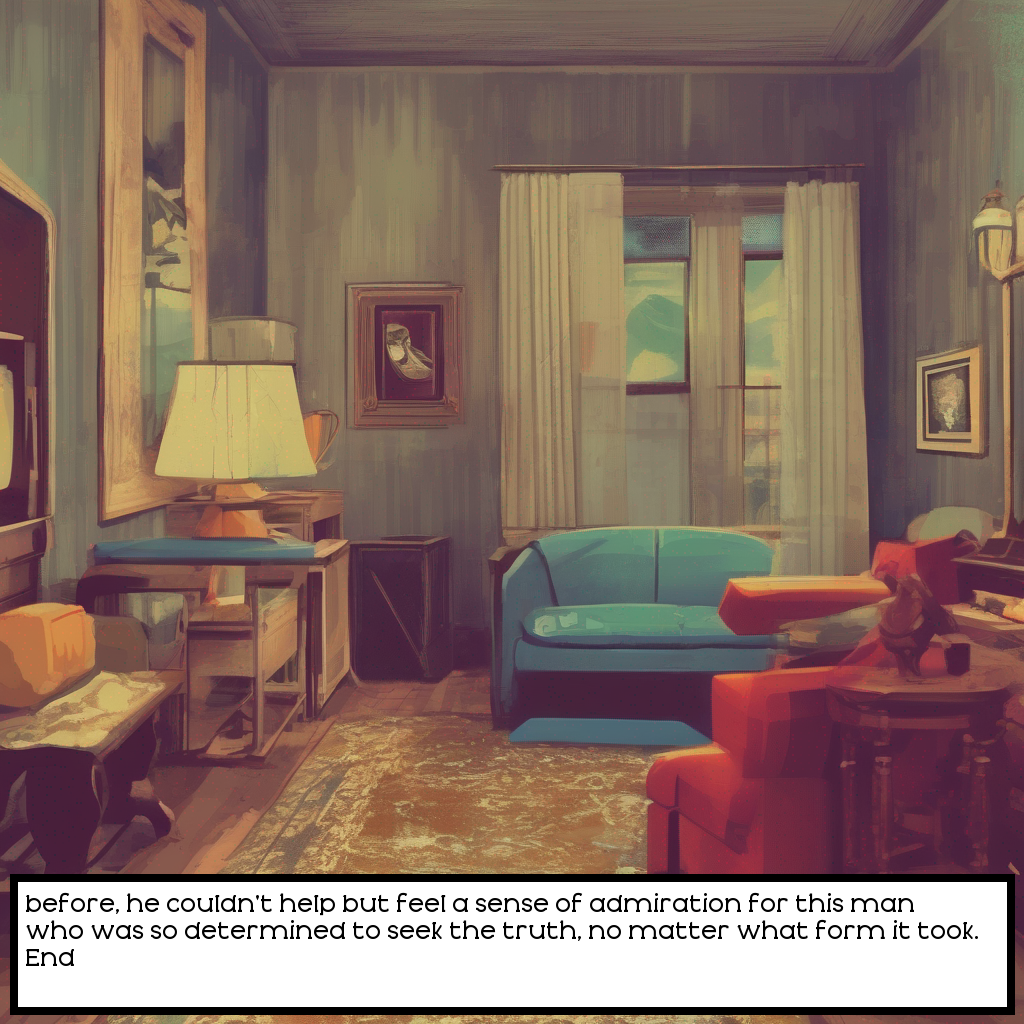 before, he couldn't help but feel a sense of admiration for this man
who was so determined to seek the truth, no matter what form it took.
End